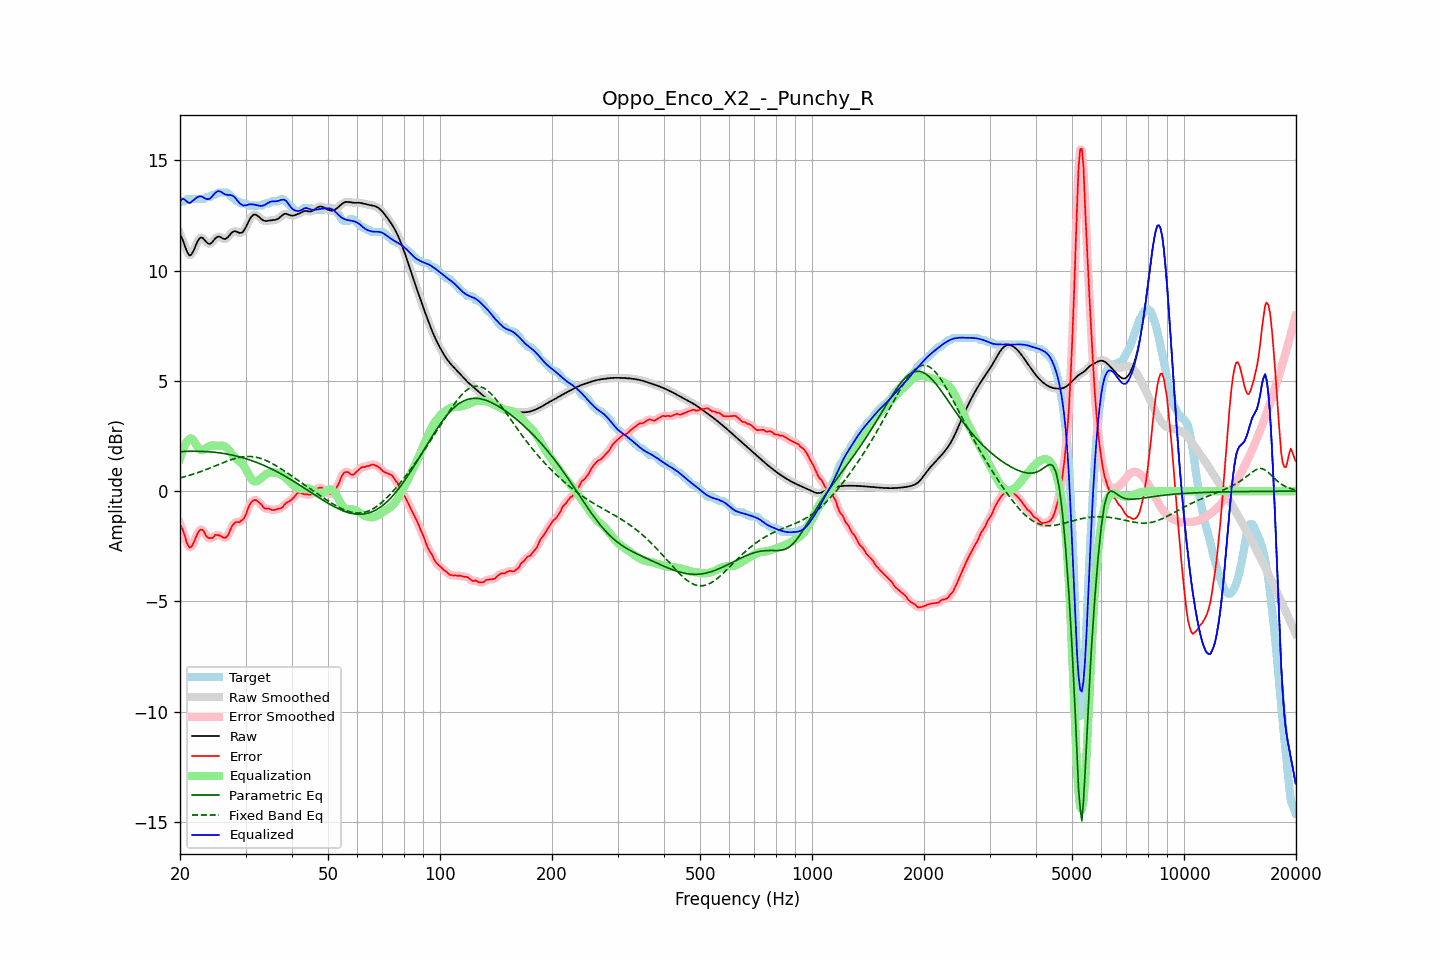 Oppo_Enco_X2_-_Punchy_R
Amplitude (dBr)
15
10
5
0
−5
−10
−15
Target
Raw Smoothed
Error Smoothed
Raw
Error
Equalization
Parametric Eq
Fixed Band Eq
Equalized
20
50
100
200
500
1000
2000
5000
10000
20000
Frequency (Hz)